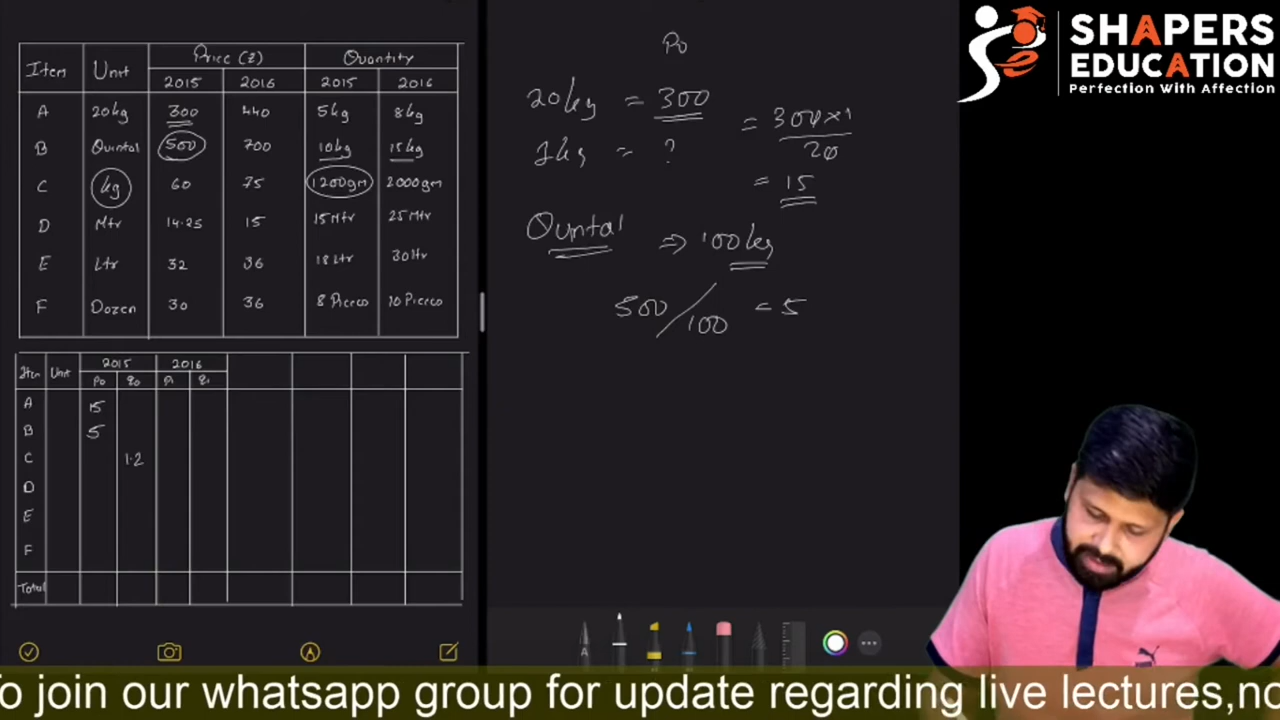 Item Unit Price (₹) Quantity
2015 2016 2015 2016
A 20kg 300 440 5kg 8kg
B Quintal 500 700 10kg 15kg
C kg 60 75 1200gm 2000gm
D Mtr 14.25 15 15Mtr 25Mtr
E Ltr 32 36 18Ltr 30ltr
F Dozen 30 36 8 Pieces 10 Pieces
Item Unit 2015 2016
P0 q0 P1 q1
A 15
B 5
C 1.2
D
E
F
Total
P0
20kg = 300
1kg = ?
= 300×1
20
= 15
Quntal ⇒ 100kg
500/100 = 5
SHAPERS
EDUCATION
Perfection With Affection
To join our whatsapp group for update regarding live lectures,no